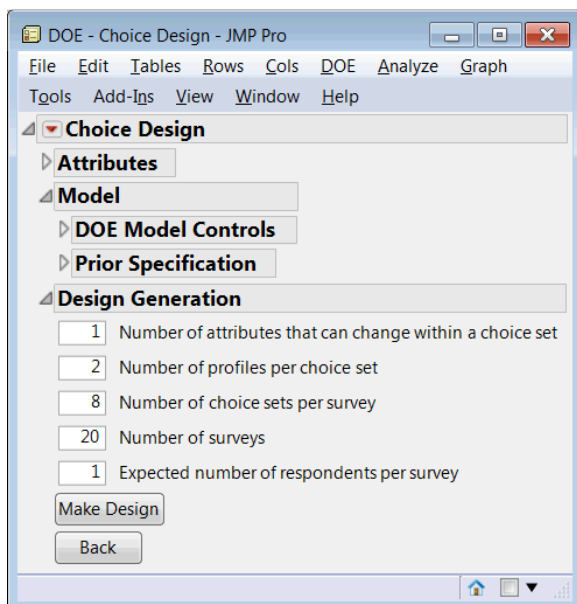 DOE - Choice Design - JMP Pro
File Edit Tables Rows Cols DOE Analyze Graph
Tools Add-Ins View Window Help
Choice Design
Attributes
Model
DOE Model Controls
Prior Specification
Design Generation
1 Number of attributes that can change within a choice set
2 Number of profiles per choice set
8 Number of choice sets per survey
20 Number of surveys
1 Expected number of respondents per survey
Make Design
Back